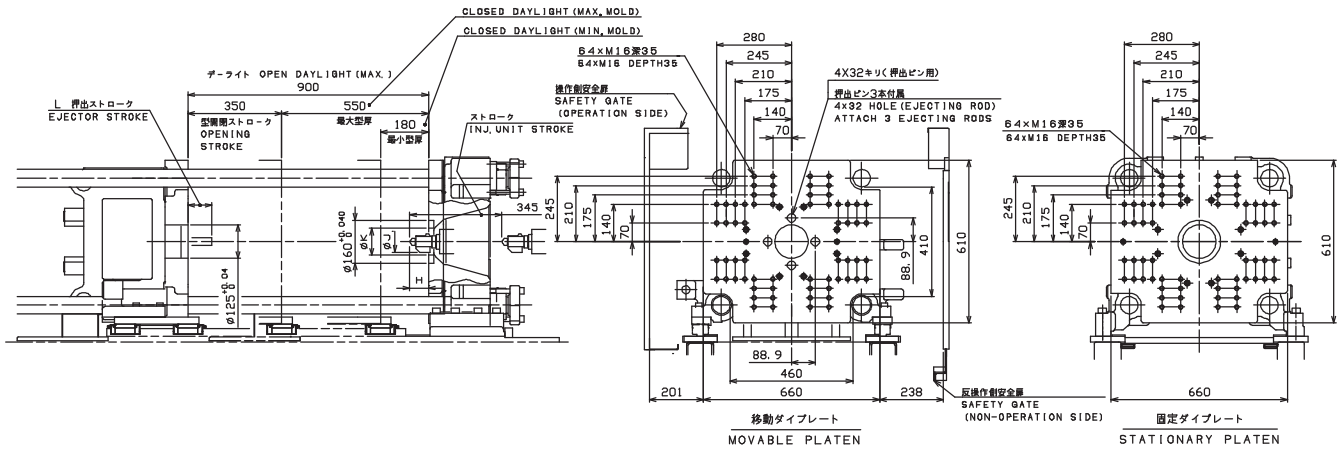 CLOSED DAYLIGHT (MAX. MOLD)
CLOSED DAYLIGHT (MIN. MOLD)
デーライト OPEN DAYLIGHT (MAX.)
900
350
550
最大型厚
180
最小型厚
型開閉ストローク
OPENING
STROKE
L 押出ストローク
EJECTOR STROKE
ストローク
INJ. UNIT STROKE
345
H
øJ
øK
ø160 +0.040 0
ø125 +0.04 0
280
245
210
175
140
70
64×M16深35
64×M16 DEPTH35
操作側安全扉
SAFETY GATE
(OPERATION SIDE)
4X32キリ(押出ピン用)
押出ピン3本付属
4×32 HOLE (EJECTING ROD)
ATTACH 3 EJECTING RODS
245
210
175
140
70
88.9
410
610
88.9
460
201
660
238
反操作側安全扉
SAFETY GATE
(NON-OPERATION SIDE)
移動ダイプレート
MOVABLE PLATEN
280
245
210
175
140
70
64×M16深35
64×M16 DEPTH35
245
210
175
140
70
610
660
固定ダイプレート
STATIONARY PLATEN